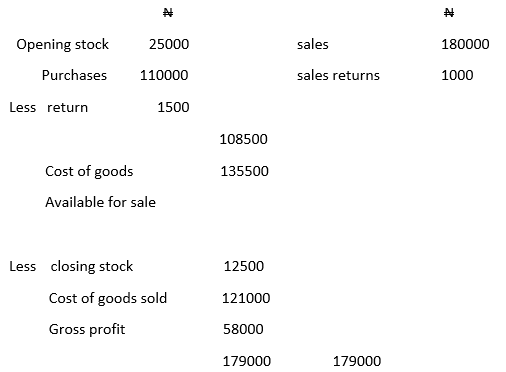 ₦ ₦
Opening stock 25000 sales 180000
Purchases 110000 sales returns 1000
Less return 1500
108500
Cost of goods 135500
Available for sale
Less closing stock 12500
Cost of goods sold 121000
Gross profit 58000
179000 179000